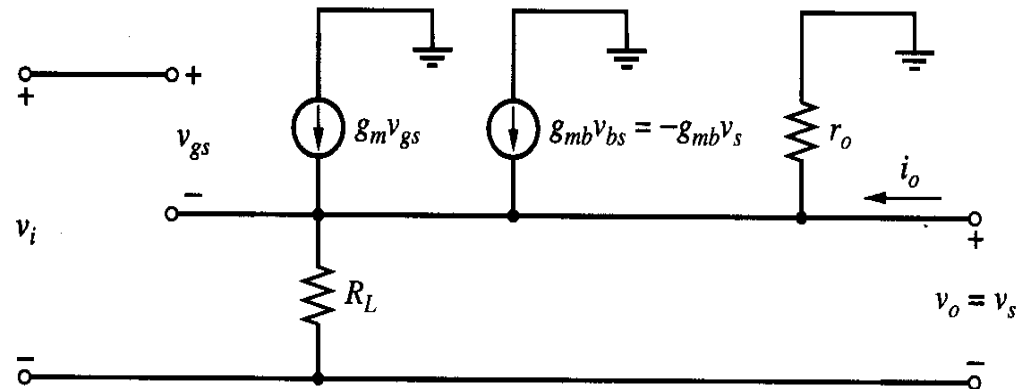 + +
g_m v_gs
g_mb v_bs = -g_mb v_s
r_o
v_gs
i_o
−
+
v_i
R_L
v_o = v_s
− −